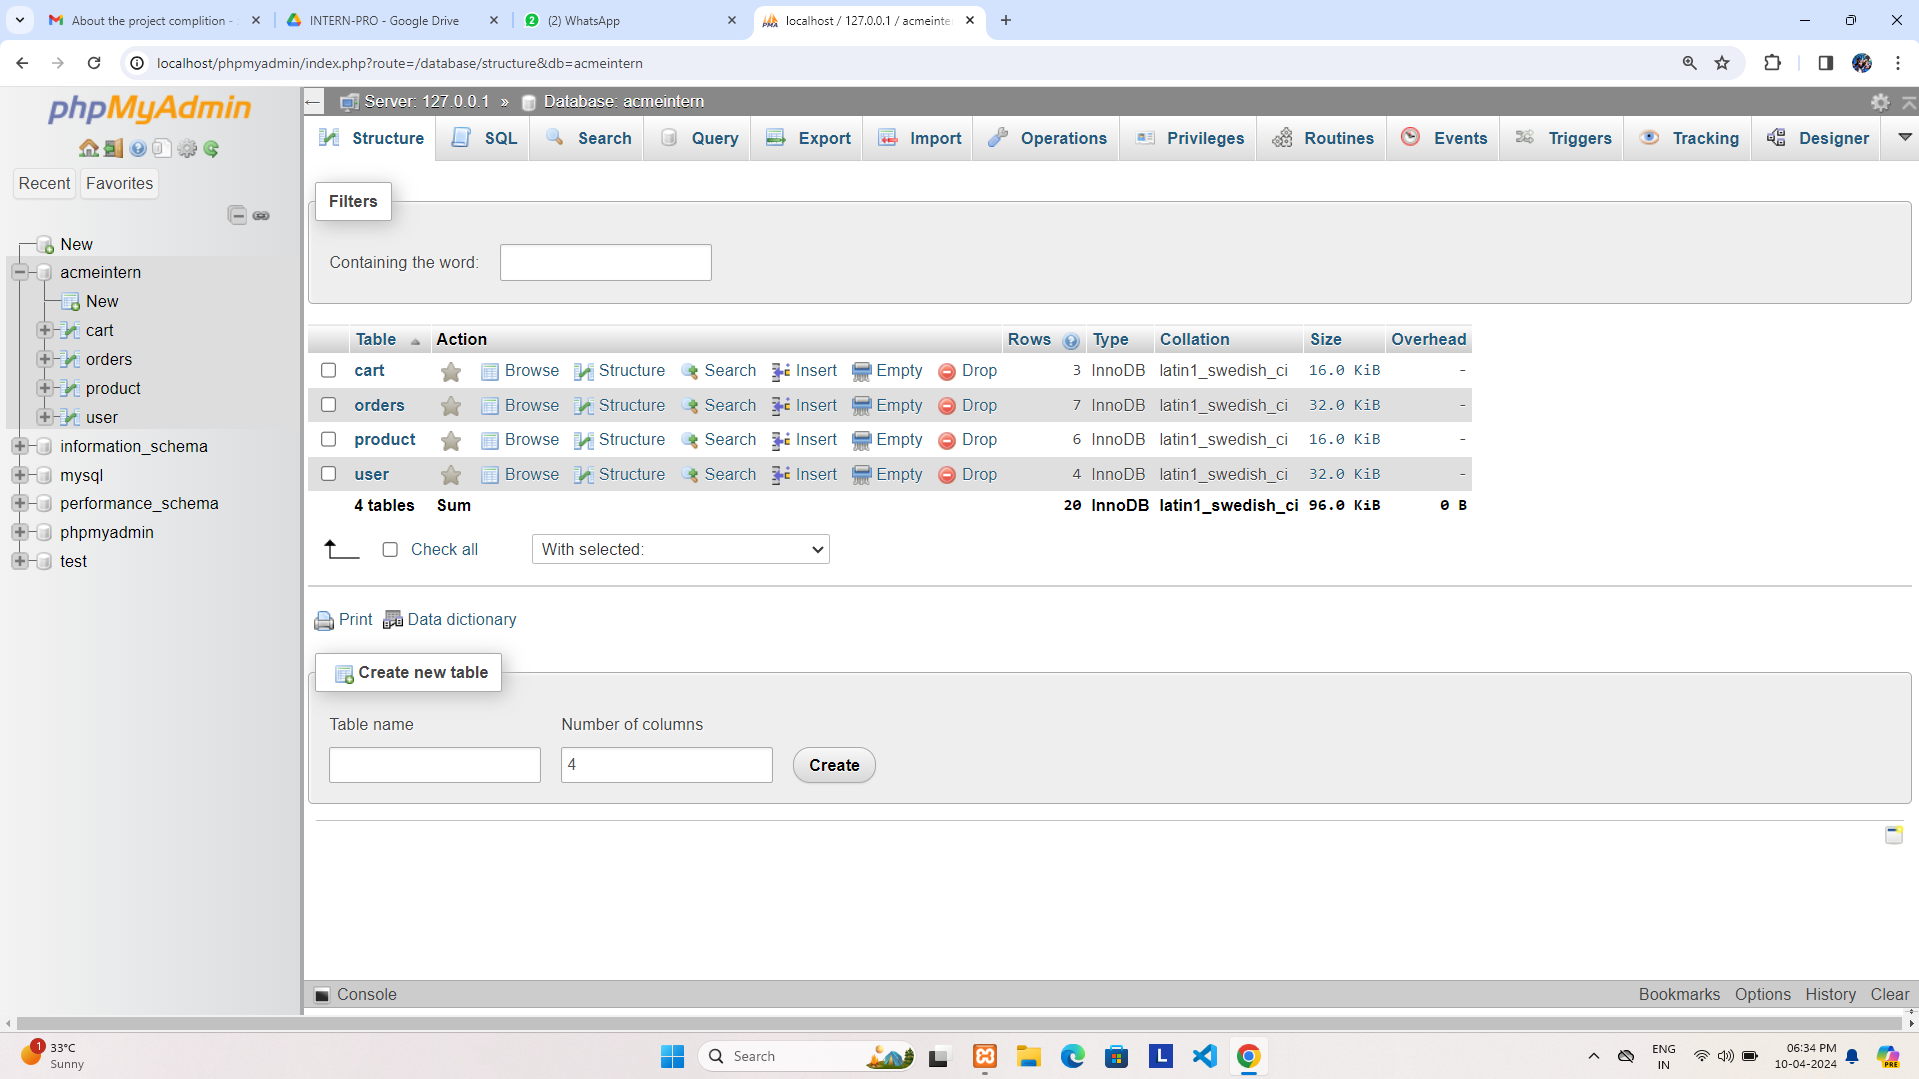 About the project complition -
INTERN-PRO - Google Drive
(2) WhatsApp
localhost / 127.0.0.1 / acmeinter
localhost/phpmyadmin/index.php?route=/database/structure&db=acmeintern
phpMyAdmin
Recent Favorites
New
acmeintern
New
cart
orders
product
user
information_schema
mysql
performance_schema
phpmyadmin
test
Server: 127.0.0.1 » Database: acmeintern
Structure SQL Search Query Export Import Operations Privileges Routines Events Triggers Tracking Designer
Filters
Containing the word:
Table Action Rows Type Collation Size Overhead
cart Browse Structure Search Insert Empty Drop 3 InnoDB latin1_swedish_ci 16.0 KiB -
orders Browse Structure Search Insert Empty Drop 7 InnoDB latin1_swedish_ci 32.0 KiB -
product Browse Structure Search Insert Empty Drop 6 InnoDB latin1_swedish_ci 16.0 KiB -
user Browse Structure Search Insert Empty Drop 4 InnoDB latin1_swedish_ci 32.0 KiB -
4 tables Sum 20 InnoDB latin1_swedish_ci 96.0 KiB 0 B
Check all With selected:
Print Data dictionary
Create new table
Table name Number of columns
4 Create
Console Bookmarks Options History Clear
1 33°C
Sunny
Search
L
ENG
IN
06:34 PM
10-04-2024
PRE